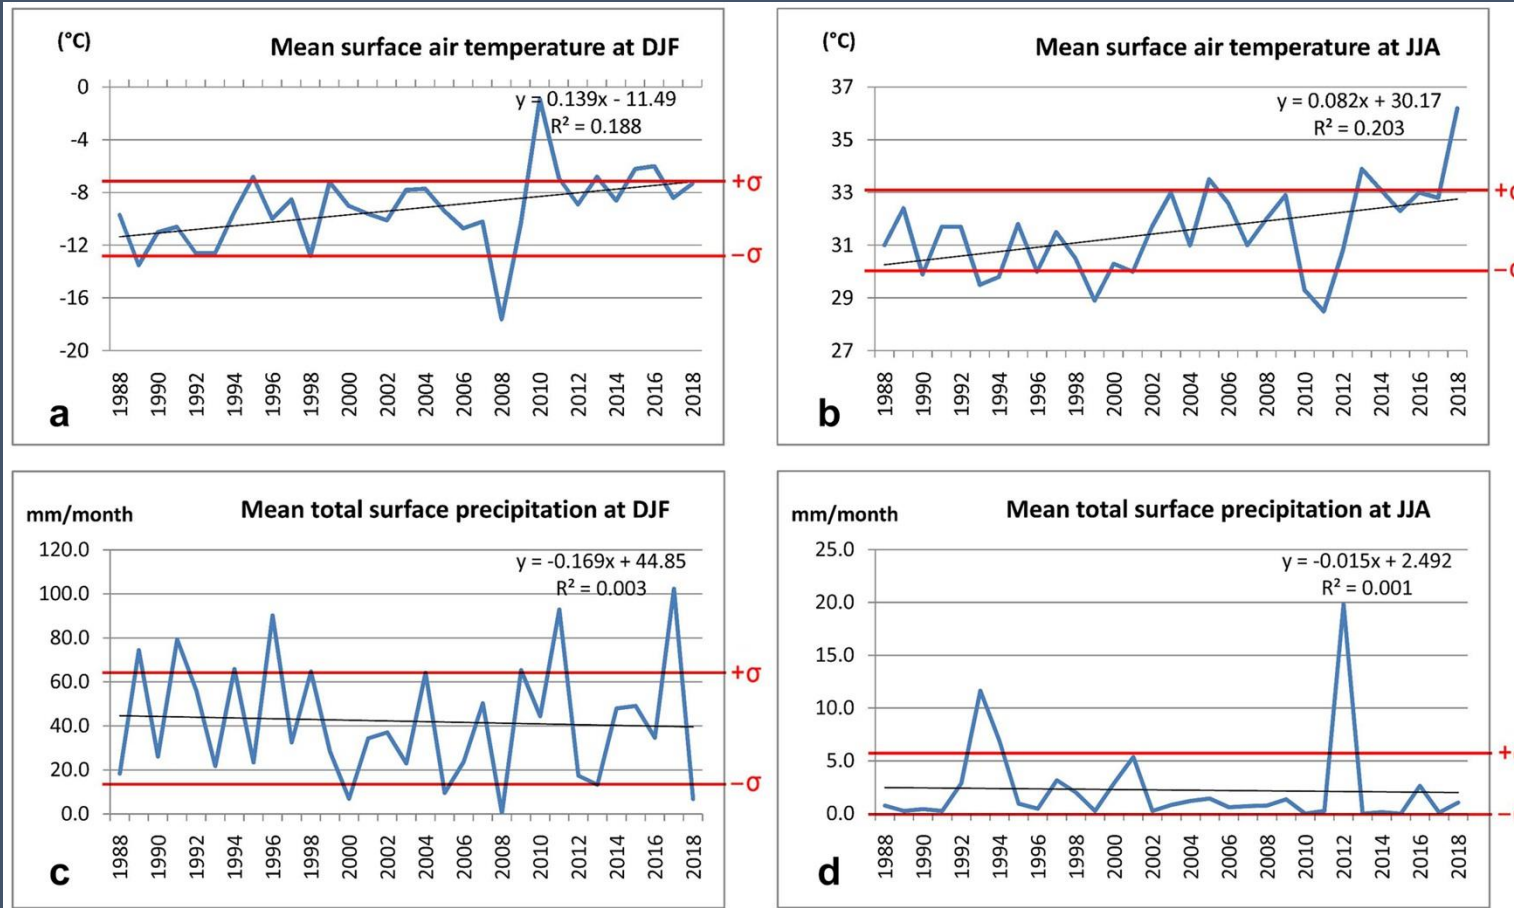 (°C)
Mean surface air temperature at DJF
0
y = 0.139x - 11.49
R² = 0.188
-4
-8
+σ
-12
−σ
-16
-20
1988 1990 1992 1994 1996 1998 2000 2002 2004 2006 2008 2010 2012 2014 2016 2018
a
(°C)
Mean surface air temperature at JJA
37
y = 0.082x + 30.17
R² = 0.203
35
33
+σ
31
−σ
29
27
1988 1990 1992 1994 1996 1998 2000 2002 2004 2006 2008 2010 2012 2014 2016 2018
b
mm/month
Mean total surface precipitation at DJF
120.0
y = -0.169x + 44.85
R² = 0.003
100.0
80.0
+σ
60.0
40.0
20.0
−σ
0.0
1988 1990 1992 1994 1996 1998 2000 2002 2004 2006 2008 2010 2012 2014 2016 2018
c
mm/month
Mean total surface precipitation at JJA
25.0
y = -0.015x + 2.492
R² = 0.001
20.0
15.0
10.0
+
5.0
0.0
−
1988 1990 1992 1994 1996 1998 2000 2002 2004 2006 2008 2010 2012 2014 2016 2018
d